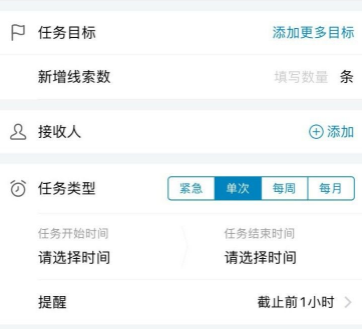 任务目标 添加更多目标
新增线索数 填写数量 条
接收人 添加
任务类型 紧急 单次 每周 每月
任务开始时间 任务结束时间
请选择时间 请选择时间
提醒 截止前1小时